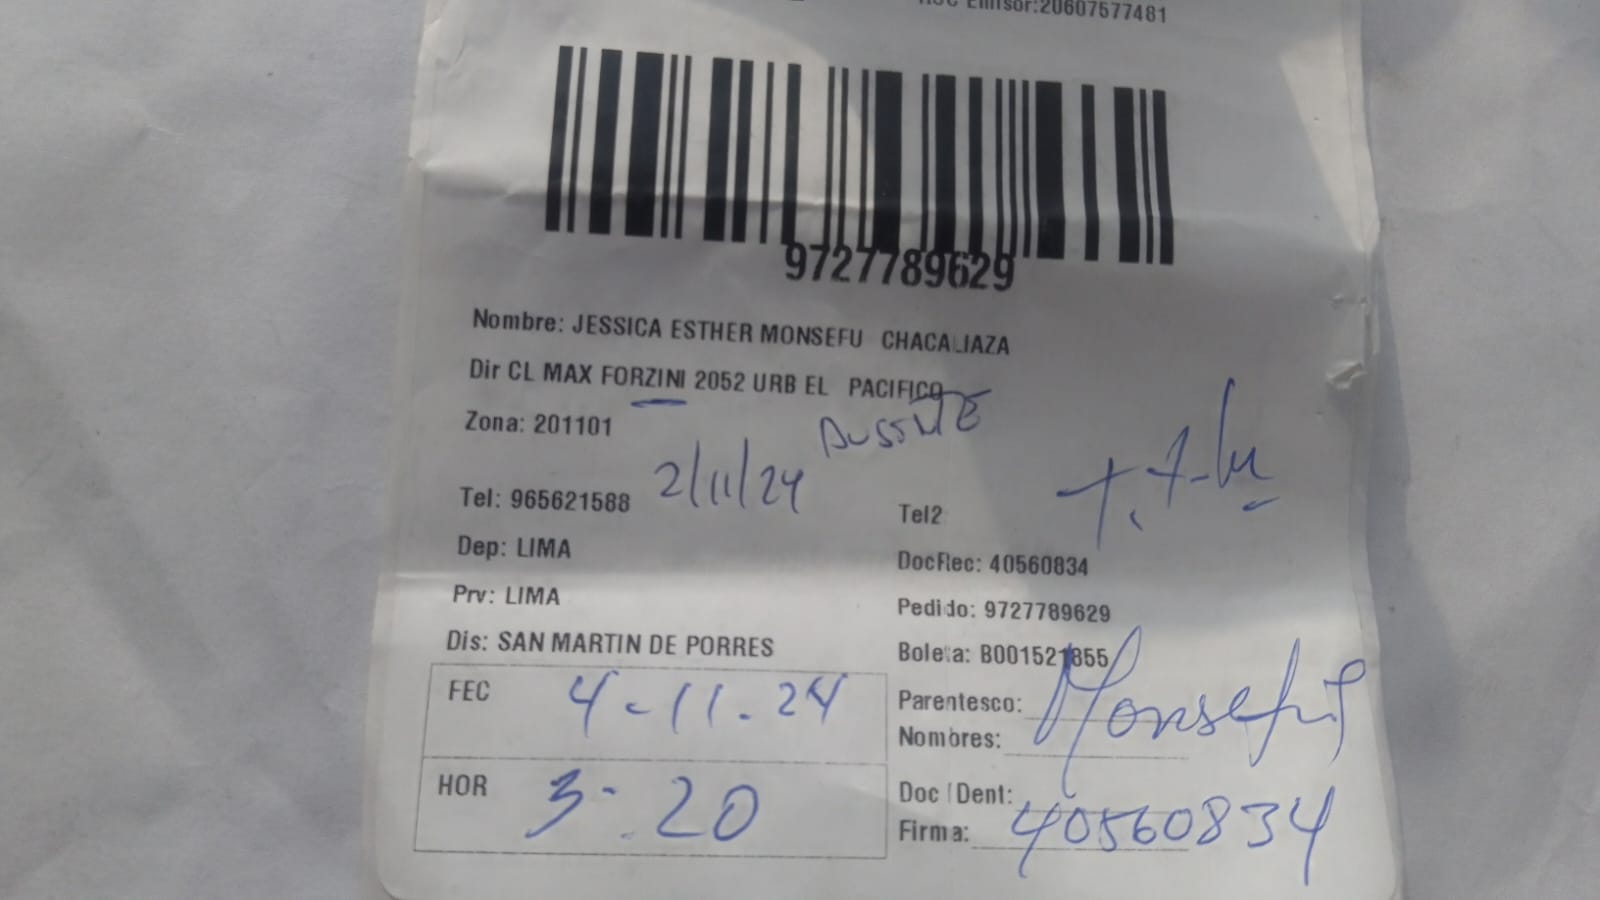 Emisor:20607577481
9727789629
Nombre: JESSICA ESTHER MONSEFU CHACALIAZA
Dir CL MAX FORZINI 2052 URB EL PACIFICO
Zona: 201101
AUSENTE
2/11/24
Tel: 965621588
Tel2
Dep: LIMA
DocRec: 40560834
Prv: LIMA
Pedido: 9727789629
Dis: SAN MARTIN DE PORRES
Boleta: B001521855
FEC 4-11.24
Parentesco:
Nombres: Monsefú
HOR 3:20
Doc IDent:
Firma: 40560834